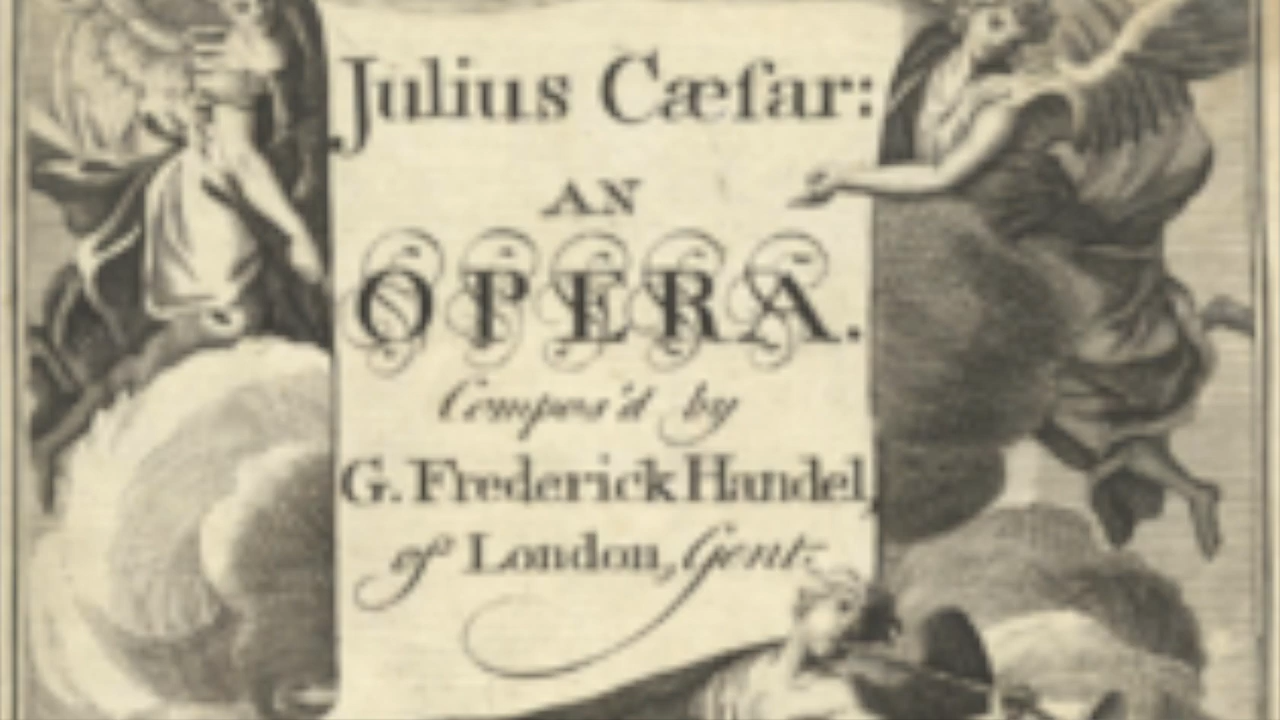 Julius Cæſar:
AN
OPERA.
Compos'd by
G. Frederick Handel,
of London, Gent.